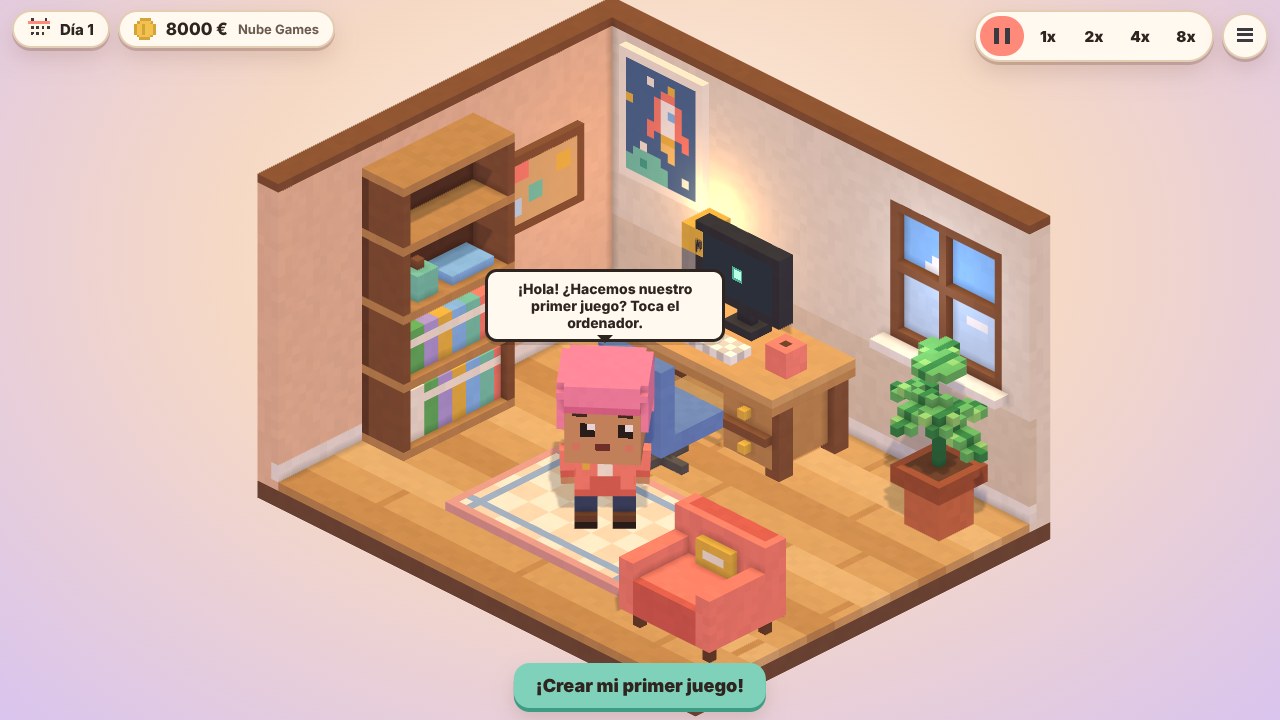 Día 1
8000 €
Nube Games
1x
2x
4x
8x
¡Hola! ¿Hacemos nuestro
primer juego? Toca el
ordenador.
¡Crear mi primer juego!